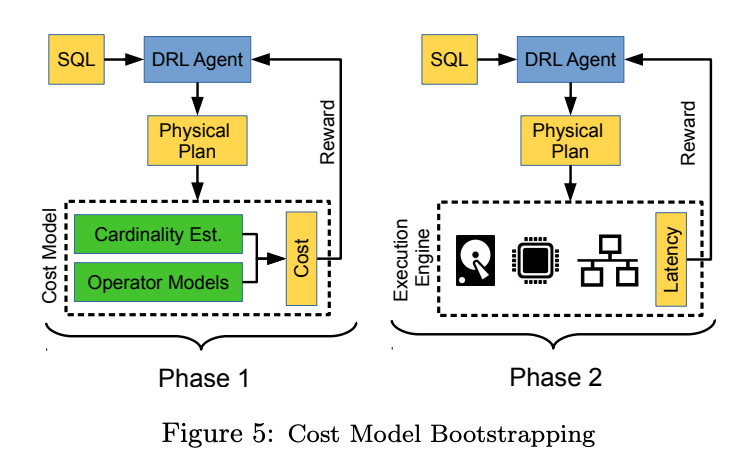 SQL
DRL Agent
Physical
Plan
Reward
Cost Model
Cardinality Est.
Operator Models
Cost
Phase 1
SQL
DRL Agent
Physical
Plan
Reward
Execution
Engine
Latency
Phase 2
Figure 5: Cost Model Bootstrapping